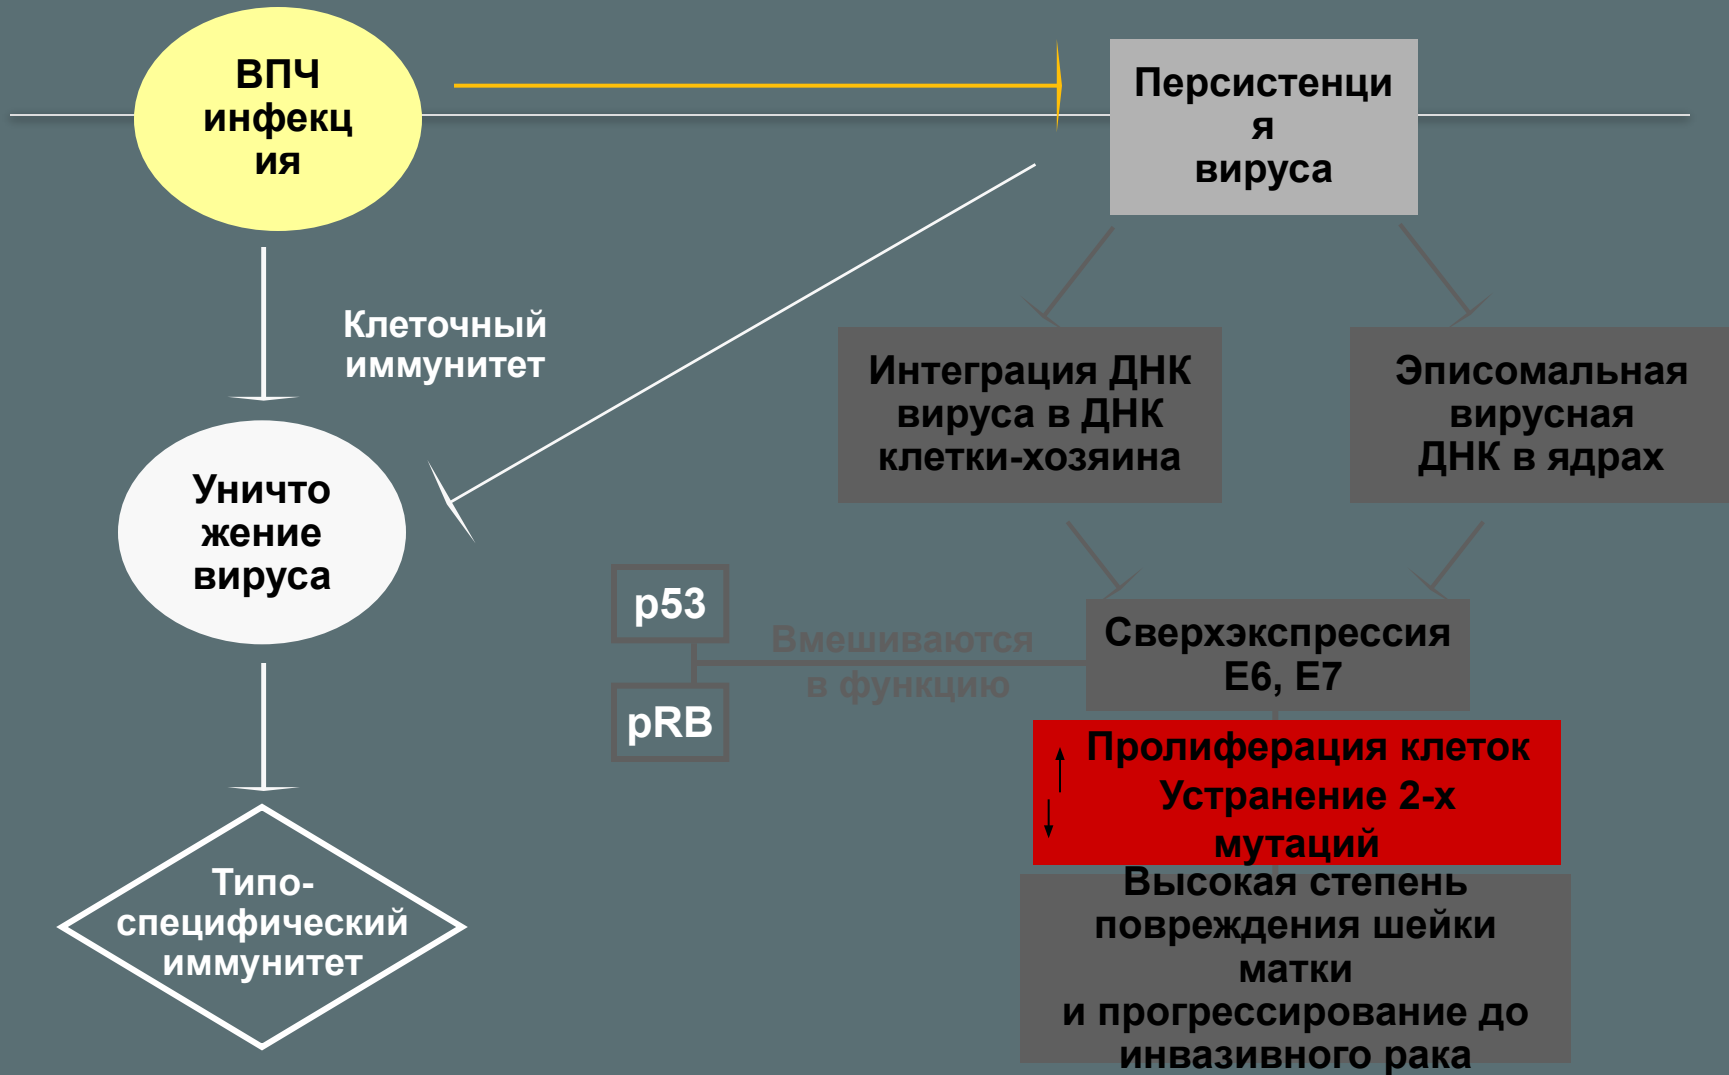 ВПЧ
инфекц
ия
Персистенци
я
вируса
Клеточный
иммунитет
Интеграция ДНК
вируса в ДНК
клетки-хозяина
Эписомальная
вирусная
ДНК в ядрах
Уничто
жение
вируса
p53
pRB
Вмешиваются
в функцию
Сверхэкспрессия
E6, E7
Пролиферация клеток
Устранение 2-х
мутаций
Типо-
специфический
иммунитет
Высокая степень
повреждения шейки
матки
и прогрессирование до
инвазивного рака